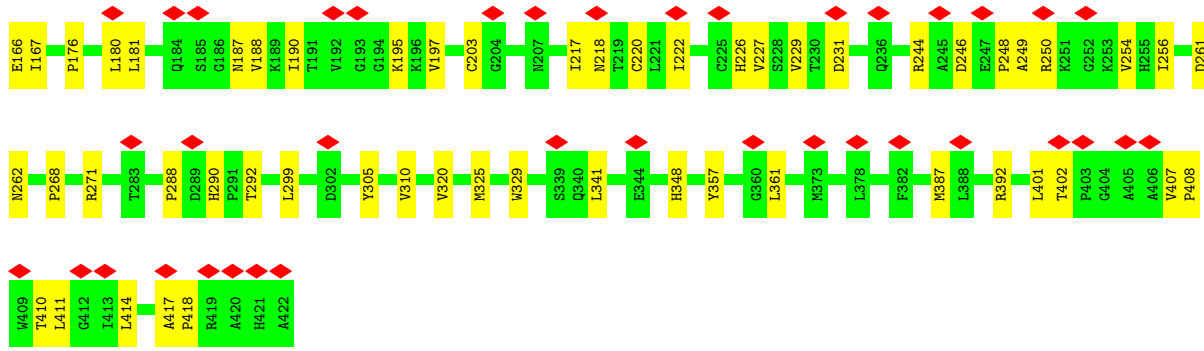 E166 I167 P176 L180 L181 Q184 S185 G186 N187 V188 K189 I190 T191 V192 G193 G194 K195 K196 V197 C203 G204 N207 I217 N218 T219 C220 L221 I222 C225 H226 V227 S228 V229 T230 D231 Q236 R244 A245 D246 E247 P248 A249 R250 K251 G252 K253 V254 H255 I256 D261
N262 P268 R271 T283 P288 D289 H290 P291 T292 L299 D302 Y305 V310 V320 M325 W329 S339 Q340 L341 E344 H348 Y357 G360 L361 M373 L378 F382 M387 L388 R392 L401 T402 P403 G404 A405 A406 V407 P408
W409 T410 L411 G412 I413 L414 A417 P418 R419 A420 H421 A422